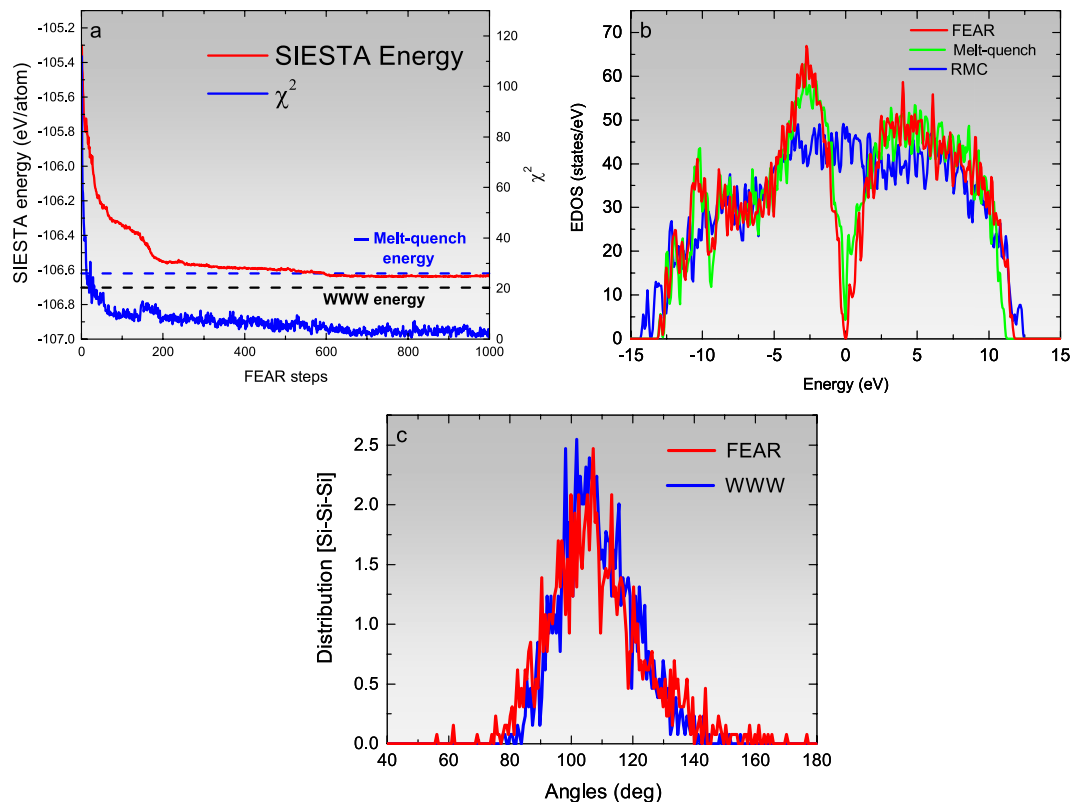 a
SIESTA Energy
χ²
Melt-quench
energy
WWW energy
-105.2
-105.4
-105.6
-105.8
-106.0
-106.2
-106.4
-106.6
-106.8
-107.0
SIESTA energy (eV/atom)
0
200
400
600
800
1000
FEAR steps
120
100
80
60
40
20
0
χ²
b
FEAR
Melt-quench
RMC
70
60
50
40
30
20
10
0
EDOS (states/eV)
-15
-10
-5
0
5
10
15
Energy (eV)
c
FEAR
WWW
2.5
2.0
1.5
1.0
0.5
0.0
Distribution [Si-Si-Si]
40
60
80
100
120
140
160
180
Angles (deg)